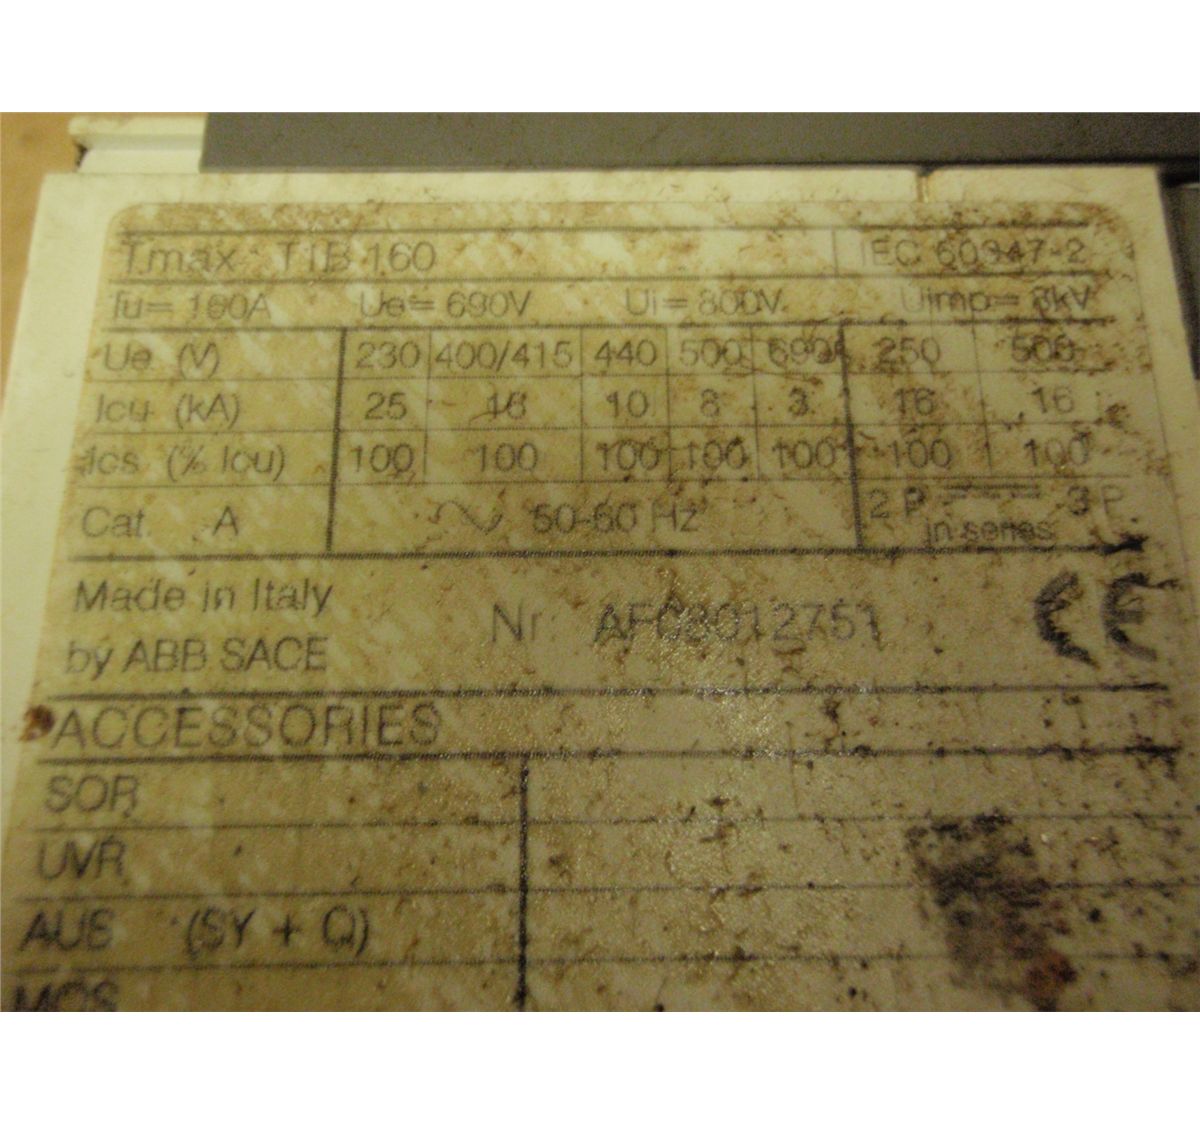 Tmax T1B 160 IEC 60947-2
Iu= 160A Ue= 690V Ui= 800V Uimp= 8kV
Ue (V) 230 400/415 440 500 690 250 500
Icu (kA) 25 16 10 8 3 16 16
Ics (% Icu) 100 100 100 100 100 100 100
Cat. A 50-60 Hz 2 P 3 P
in series
Made in Italy
by ABB SACE
Nr. AF08012751
CE
ACCESSORIES
SOR
UVR
AUE (SY + Q)
MOS